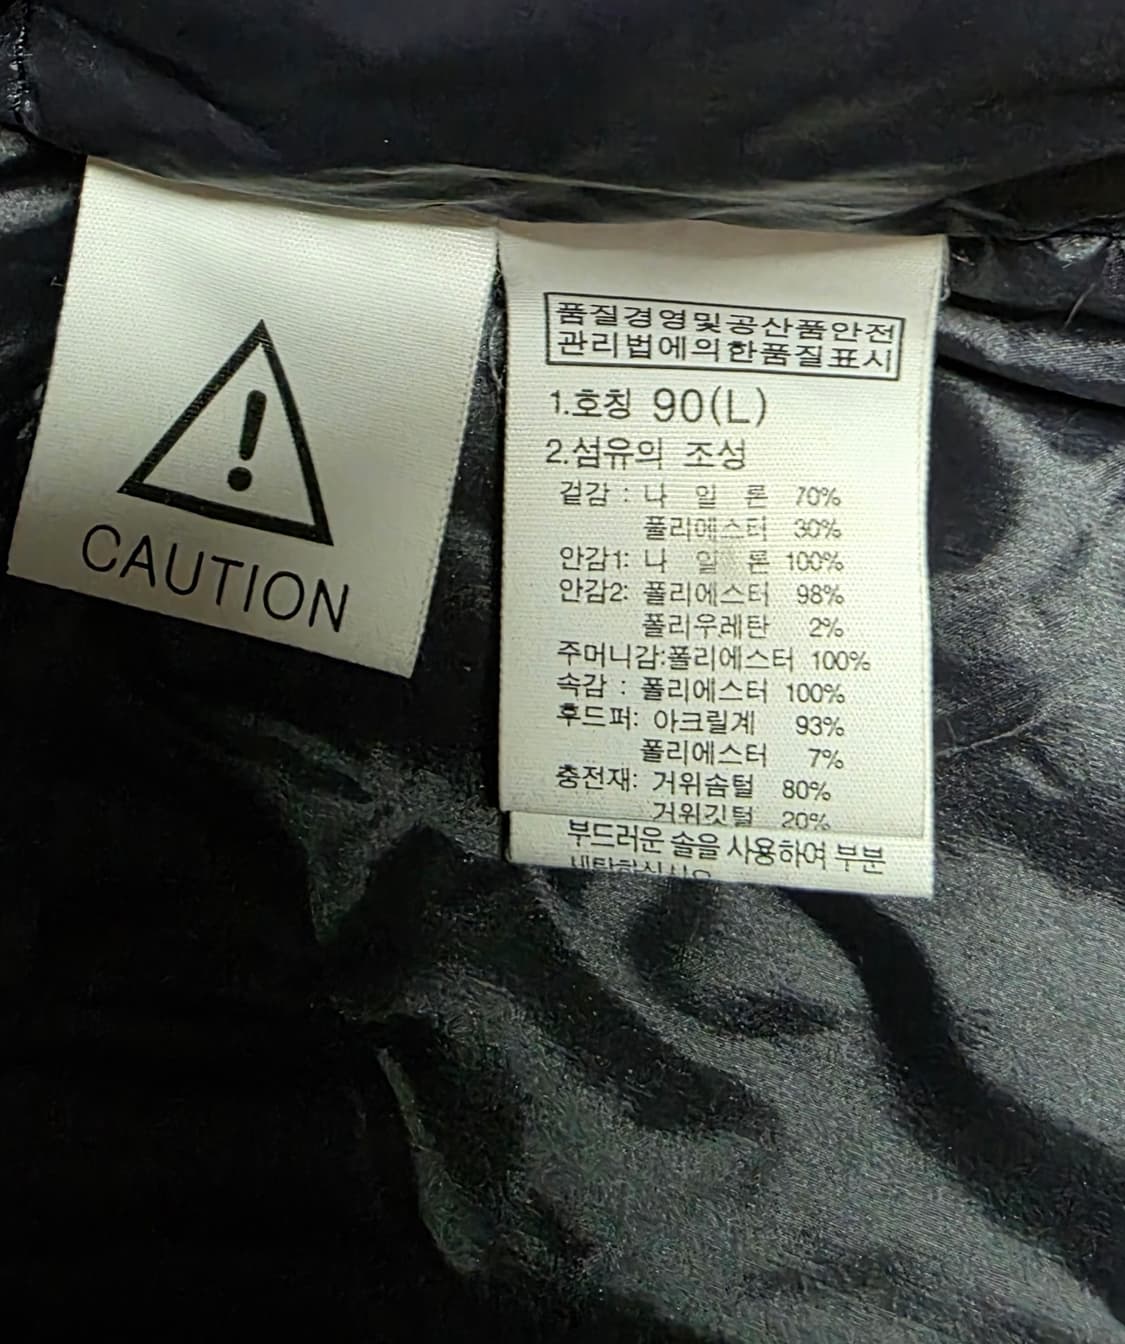 CAUTION
품질경영및공산품안전
관리법에의한품질표시
1.호칭 90(L)
2.섬유의 조성
겉감 : 나 일 론 70%
폴리에스터 30%
안감1: 나 일 론 100%
안감2: 폴리에스터 98%
폴리우레탄 2%
주머니감:폴리에스터 100%
속감 : 폴리에스터 100%
후드퍼: 아크릴계 93%
폴리에스터 7%
충전재: 거위솜털 80%
거위깃털 20%
부드러운 솔을 사용하여 부분